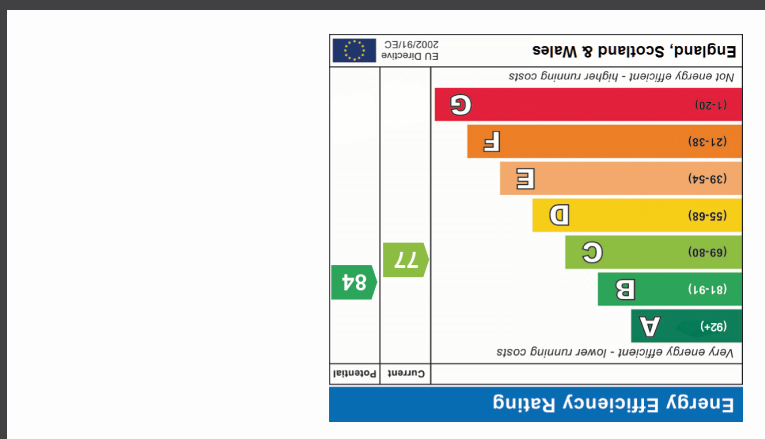 Energy Efficiency Rating
Current Potential
Very energy efficient - lower running costs
(92+) A
(81-91) B
(69-80) C
(55-68) D
(39-54) E
(21-38) F
(1-20) G
77
84
Not energy efficient - higher running costs
England, Scotland & Wales
EU Directive
2002/91/EC